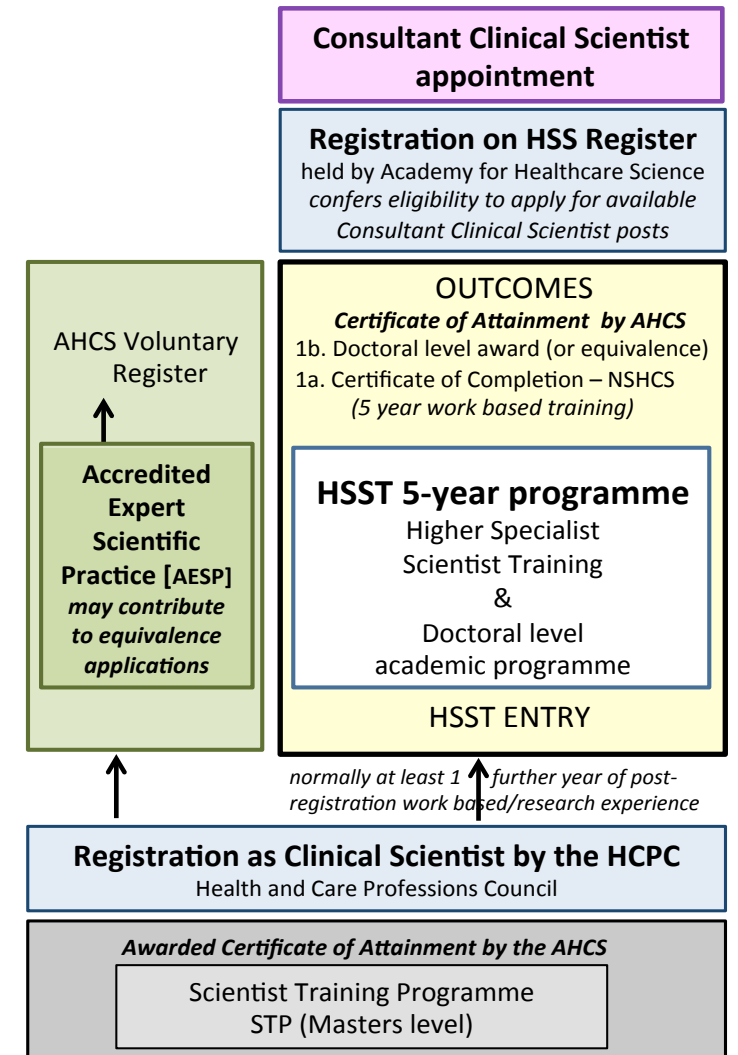 Consultant Clinical Scientist
appointment
Registration on HSS Register
held by Academy for Healthcare Science
confers eligibility to apply for available
Consultant Clinical Scientist posts
AHCS Voluntary
Register
Accredited
Expert
Scientific
Practice [AESP]
may contribute
to equivalence
applications
OUTCOMES
Certificate of Attainment by AHCS
1b. Doctoral level award (or equivalence)
1a. Certificate of Completion – NSHCS
(5 year work based training)
HSST 5-year programme
Higher Specialist
Scientist Training
&
Doctoral level
academic programme
HSST ENTRY
normally at least 1 further year of post-
registration work based/research experience
Registration as Clinical Scientist by the HCPC
Health and Care Professions Council
Awarded Certificate of Attainment by the AHCS
Scientist Training Programme
STP (Masters level)